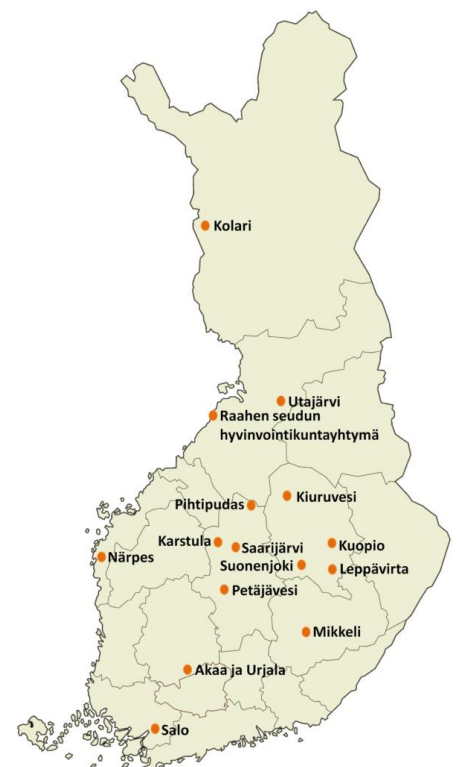 Kolari
Utajärvi
Raahen seudun
hyvinvointikuntayhtymä
Kiuruvesi
Pihtipudas
Karstula
Saarijärvi
Kuopio
Närpes
Suonenjoki
Leppävirta
Petäjävesi
Mikkeli
Akaa ja Urjala
Salo